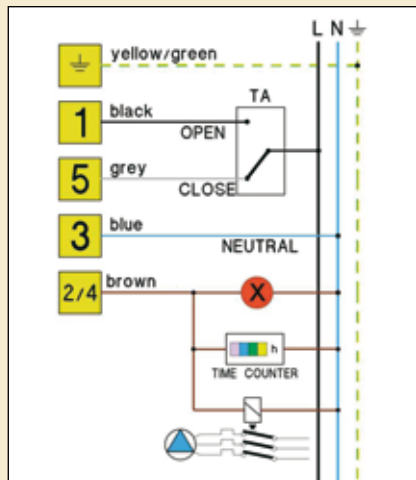 L N
yellow/green
TA
1 black
OPEN
5 grey
CLOSE
3 blue
NEUTRAL
2/4 brown
X
h
TIME COUNTER